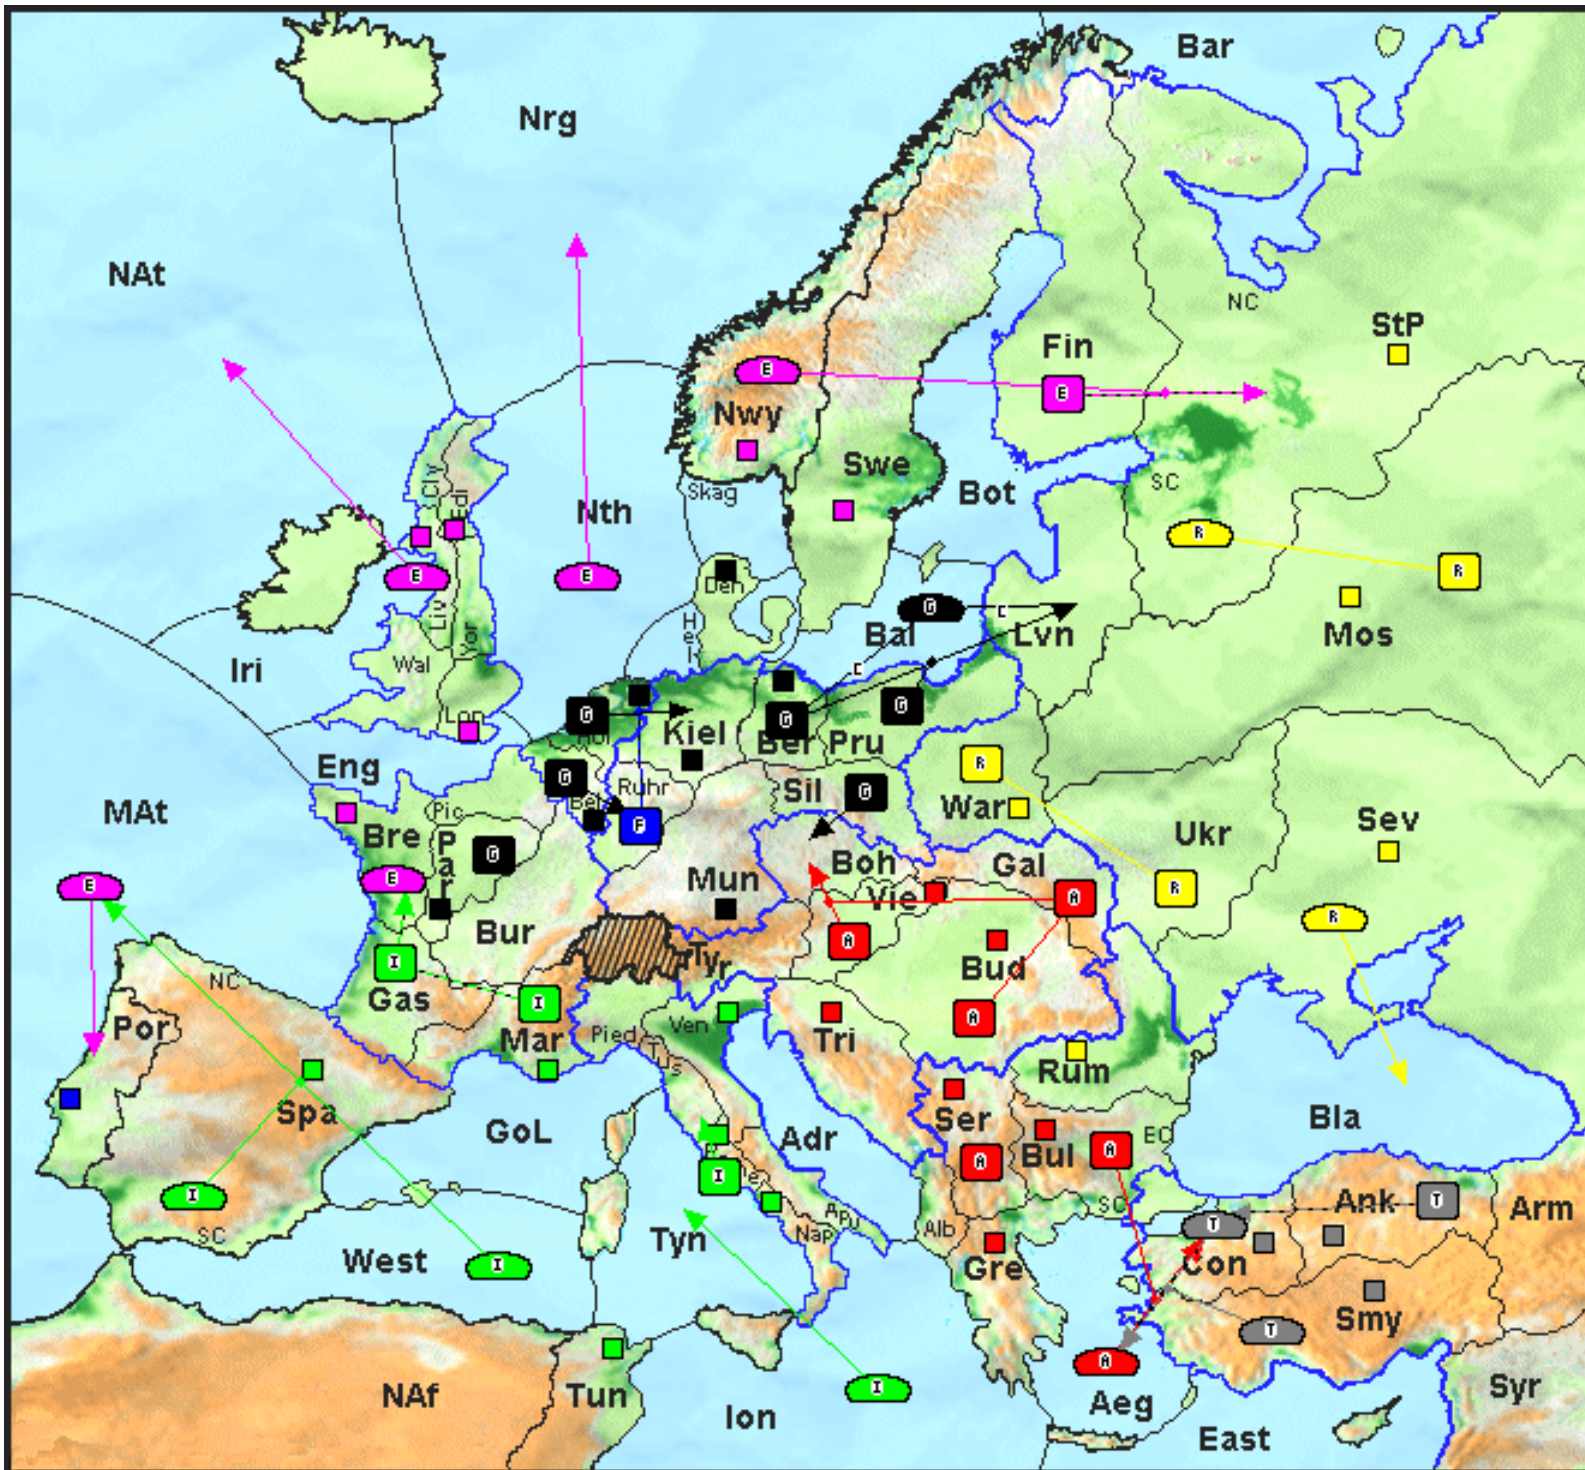 Bar
Nrg
NAt
NC
StP
Fin
E
E
Nwy
Swe
Skag
Bot
SC
Nth
Cly
Edl
R
R
E
E
Den
Hel
G
Bal
C
Lvn
Mos
Liv
Yor
Wal
Iri
C
Lon
G
Hol
Kiel
G
Ber
Pru
G
Eng
G
Bel
Ruhr
Sil
G
R
War
MAt
Pic
Bre
Par
F
Ukr
Sev
G
Boh
Gal
E
E
Mun
Vie
A
R
R
Bur
Tyr
A
Bud
I
Gas
NC
I
Mar
Por
Pied
Ven
Tus
Tri
A
Rum
Spa
GoL
Ser
Adr
Bla
Bul
A
EC
A
I
I
SC
West
I
Tyn
Apu
Nap
Alb
SC
Gre
T
Ank
T
Arm
Con
Smy
T
NAf
Tun
I
Ion
A
Aeg
Syr
East